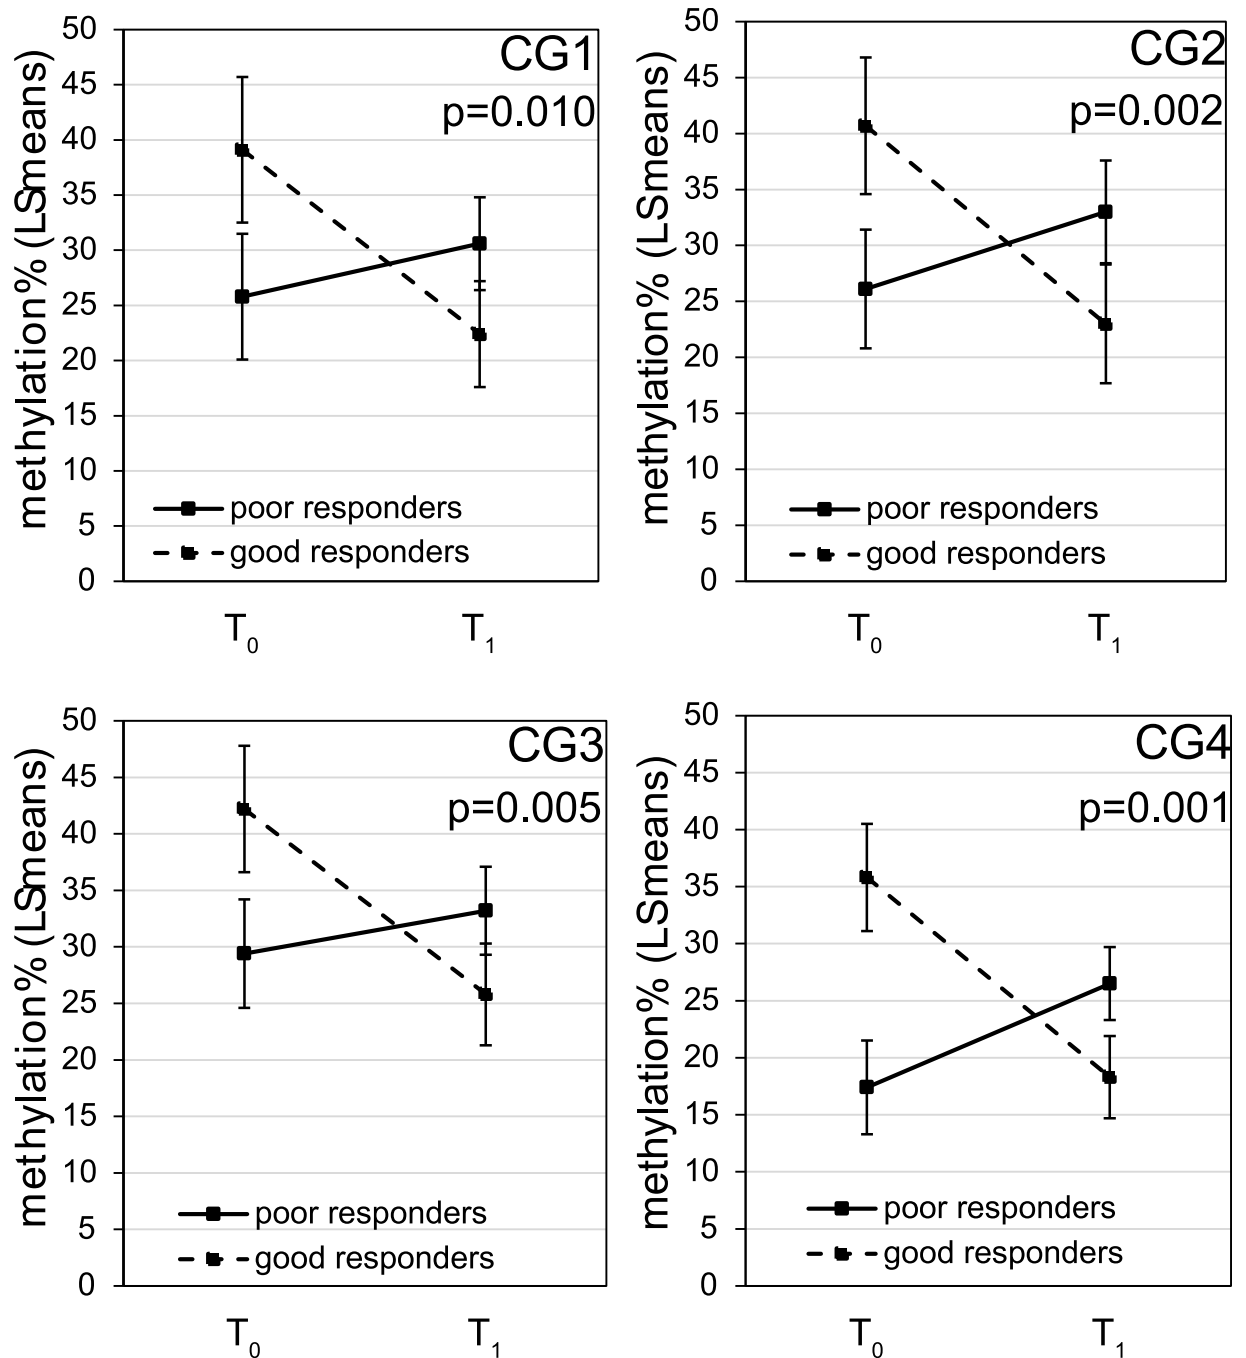 CG1
p=0.010
methylation% (LSmeans)
50
45
40
35
30
25
20
15
10
5
0
poor responders
good responders
T0
T1
CG2
p=0.002
methylation% (LSmeans)
50
45
40
35
30
25
20
15
10
5
0
poor responders
good responders
T0
T1
CG3
p=0.005
methylation% (LSmeans)
50
45
40
35
30
25
20
15
10
5
0
poor responders
good responders
T0
T1
CG4
p=0.001
methylation% (LSmeans)
50
45
40
35
30
25
20
15
10
5
0
poor responders
good responders
T0
T1